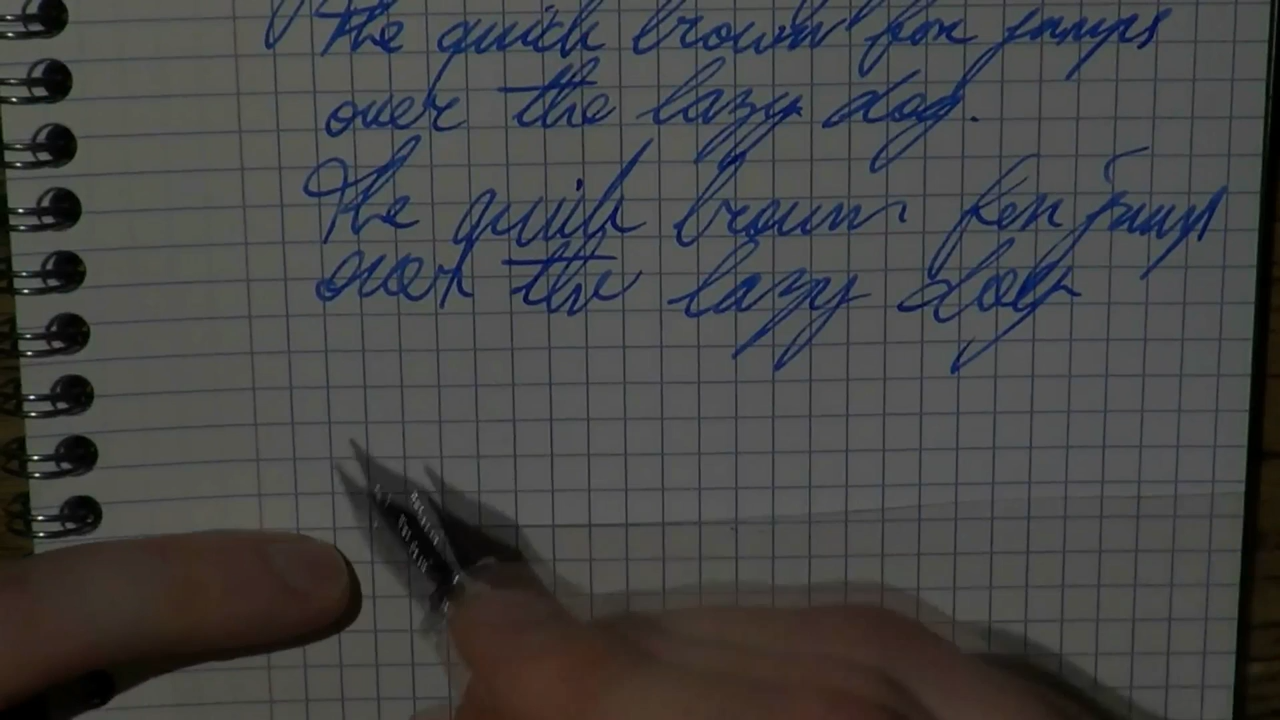 The quick brown fox jumps
over the lazy dog.
The quick brown fox jumps
over the lazy dog